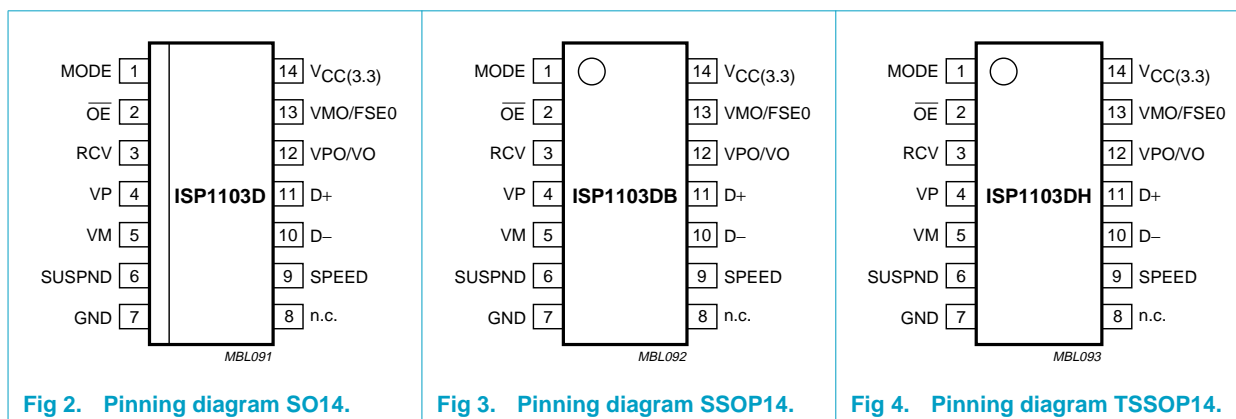 MODE 1 14 VCC(3.3)
OE 2 13 VMO/FSE0
RCV 3 12 VPO/VO
VP 4 ISP1103D 11 D+
VM 5 10 D−
SUSPND 6 9 SPEED
GND 7 8 n.c.
MBL091
Fig 2. Pinning diagram SO14.
MODE 1 14 VCC(3.3)
OE 2 13 VMO/FSE0
RCV 3 12 VPO/VO
VP 4 ISP1103DB 11 D+
VM 5 10 D−
SUSPND 6 9 SPEED
GND 7 8 n.c.
MBL092
Fig 3. Pinning diagram SSOP14.
MODE 1 14 VCC(3.3)
OE 2 13 VMO/FSE0
RCV 3 12 VPO/VO
VP 4 ISP1103DH 11 D+
VM 5 10 D−
SUSPND 6 9 SPEED
GND 7 8 n.c.
MBL093
Fig 4. Pinning diagram TSSOP14.